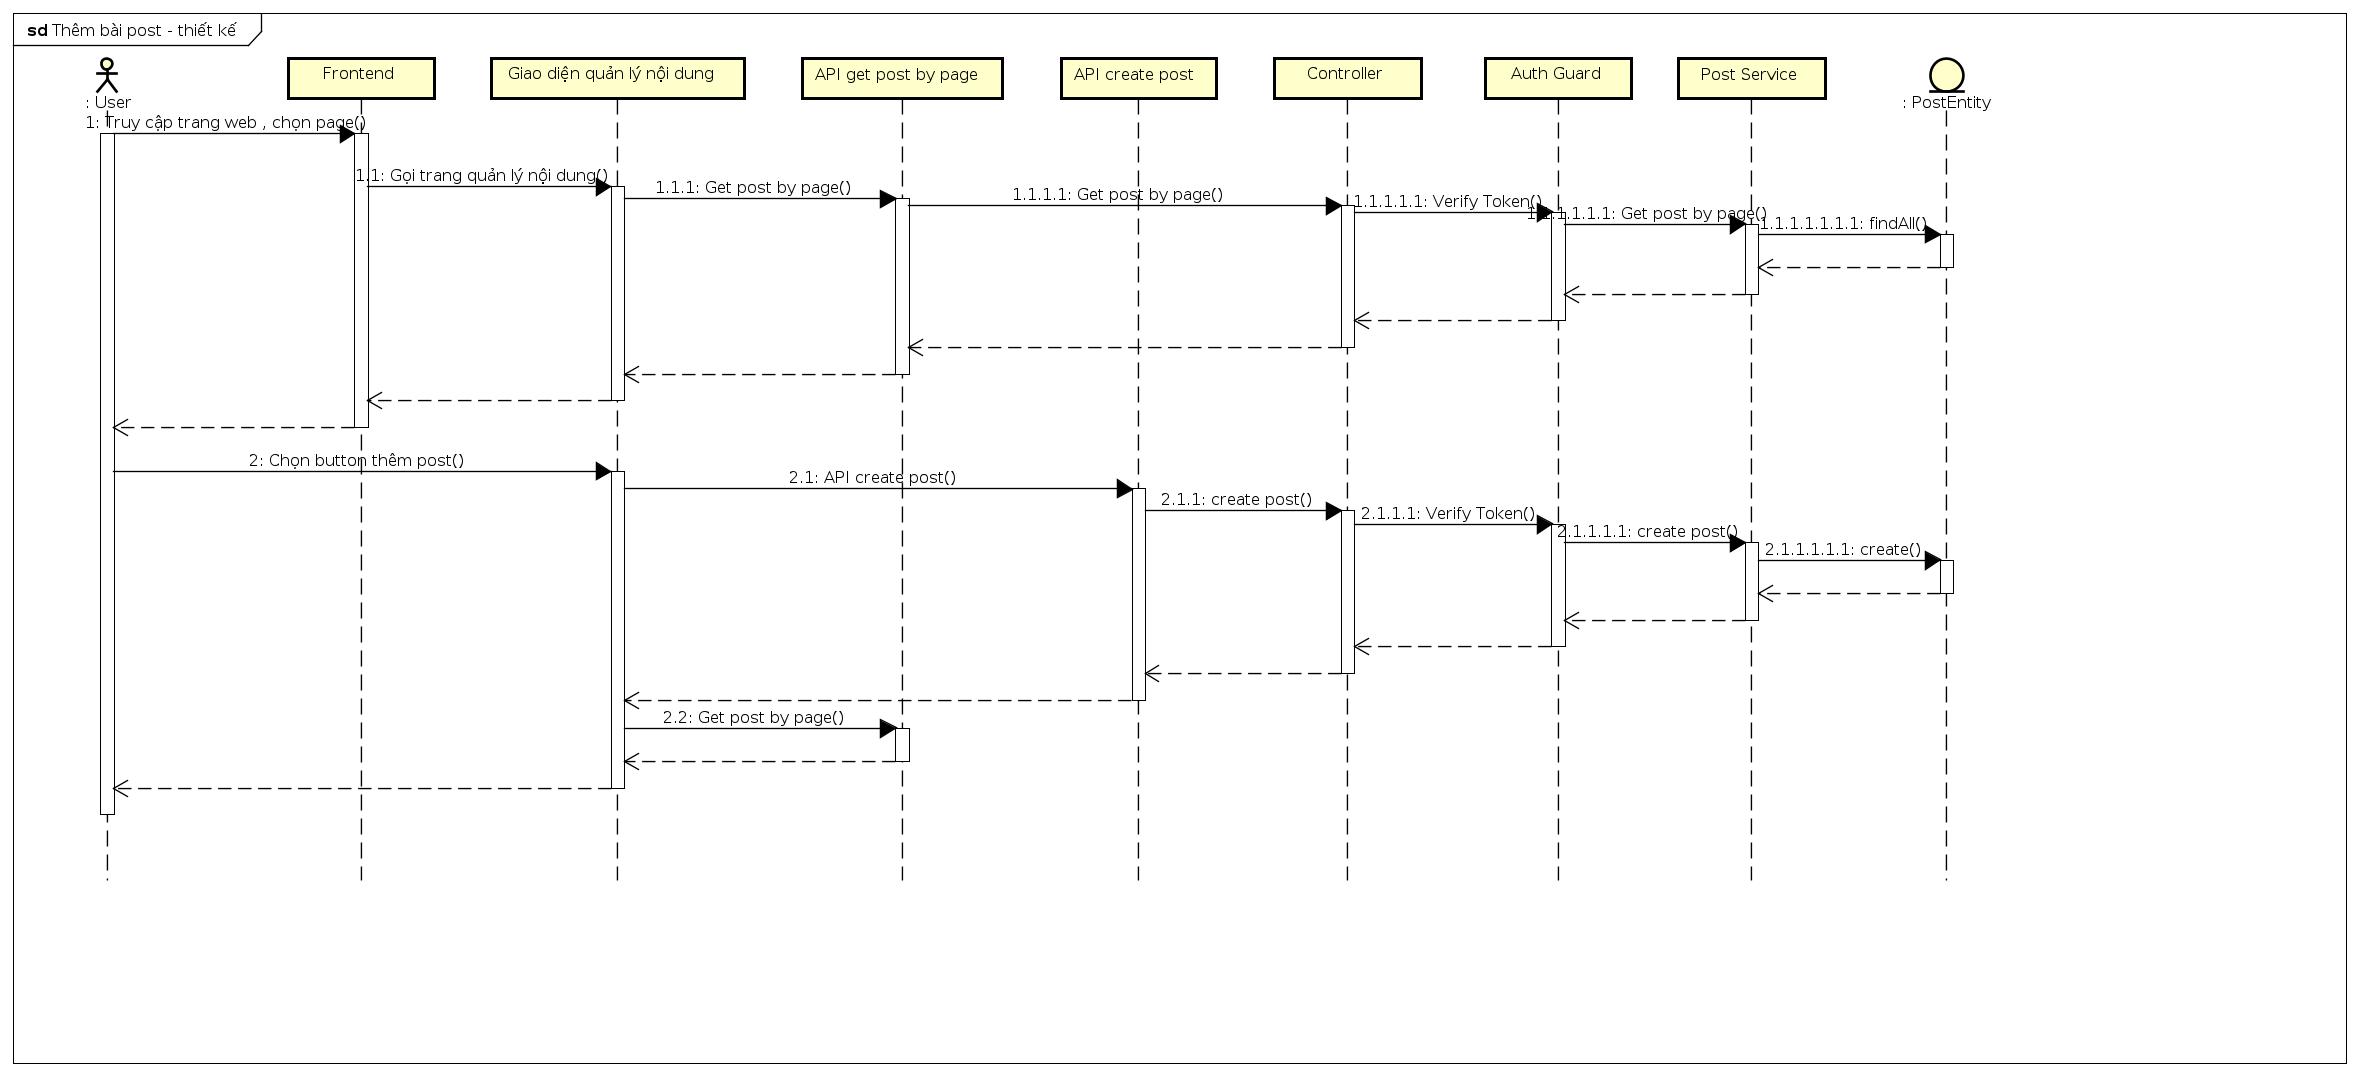 sd Thêm bài post - thiết kế
Frontend
Giao diện quản lý nội dung
API get post by page
API create post
Controller
Auth Guard
Post Service
: User
: PostEntity
1: Truy cập trang web , chọn page()
1.1: Gọi trang quản lý nội dung()
1.1.1: Get post by page()
1.1.1.1: Get post by page()
1.1.1.1.1: Verify Token()
1.1.1.1.1.1: Get post by page()
1.1.1.1.1.1.1: findAll()
2: Chọn button thêm post()
2.1: API create post()
2.1.1: create post()
2.1.1.1: Verify Token()
2.1.1.1.1: create post()
2.1.1.1.1.1: create()
2.2: Get post by page()